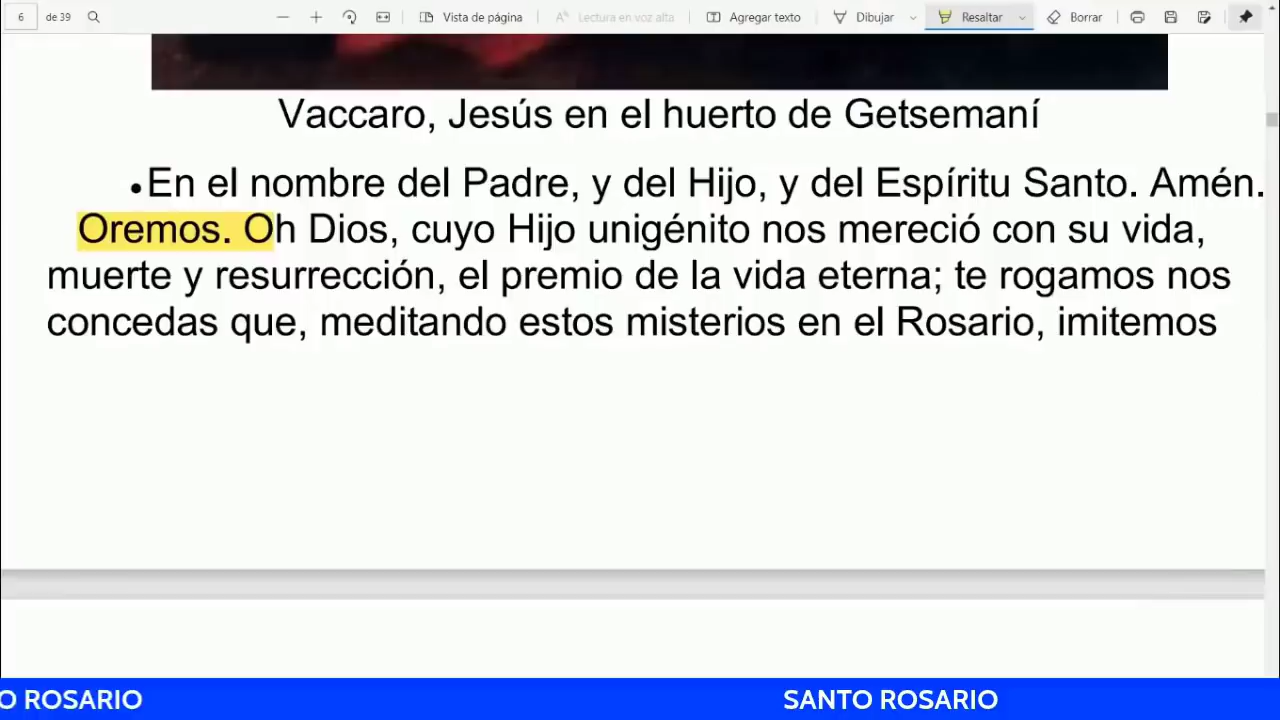 6 de 39 Vista de página Lectura en voz alta Agregar texto Dibujar Resaltar Borrar
Vaccaro, Jesús en el huerto de Getsemaní
•En el nombre del Padre, y del Hijo, y del Espíritu Santo. Amén.
Oremos. Oh Dios, cuyo Hijo unigénito nos mereció con su vida,
muerte y resurrección, el premio de la vida eterna; te rogamos nos
concedas que, meditando estos misterios en el Rosario, imitemos
O ROSARIO SANTO ROSARIO